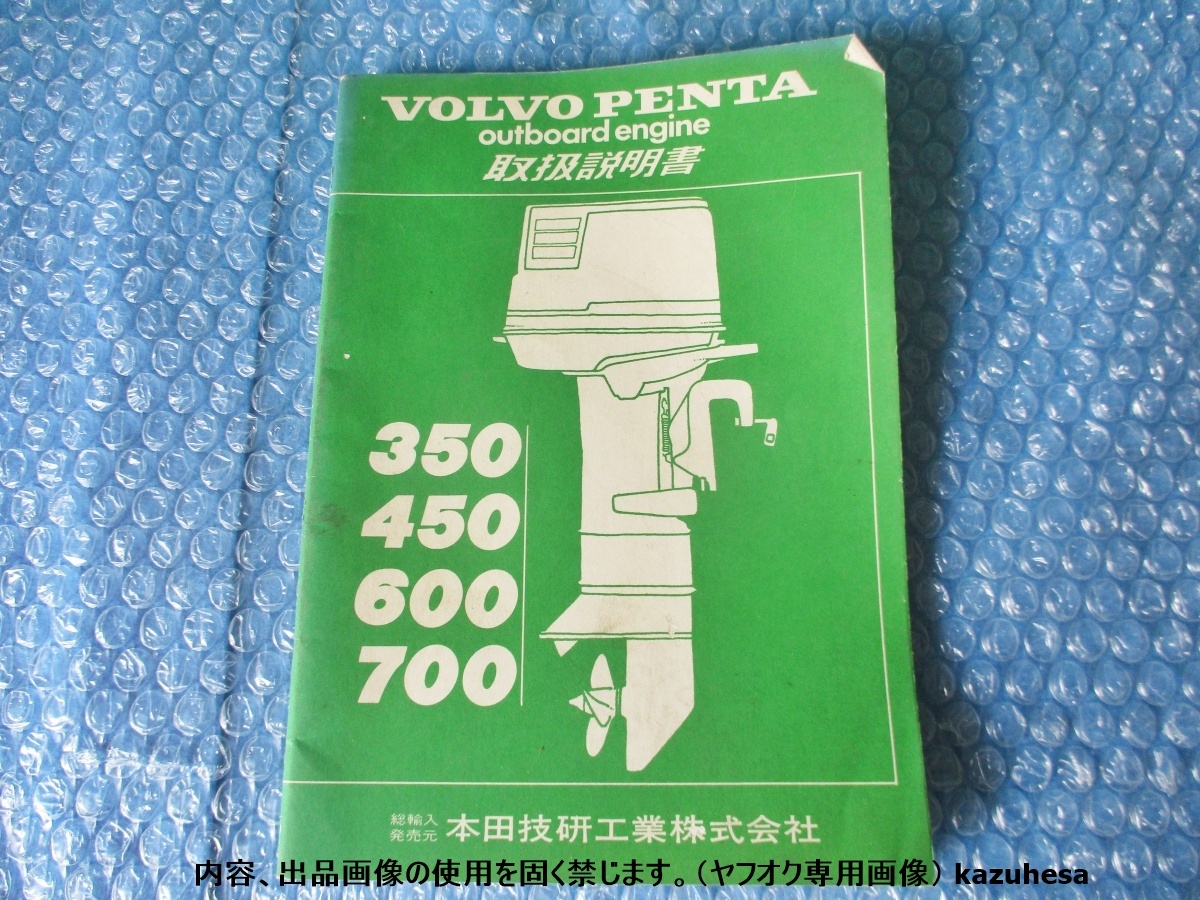 VOLVO PENTA
outboard engine
取扱説明書
350
450
600
700
総輸入
発売元 本田技研工業株式会社
内容、出品画像の使用を固く禁じます。（ヤフオク専用画像） kazuhesa